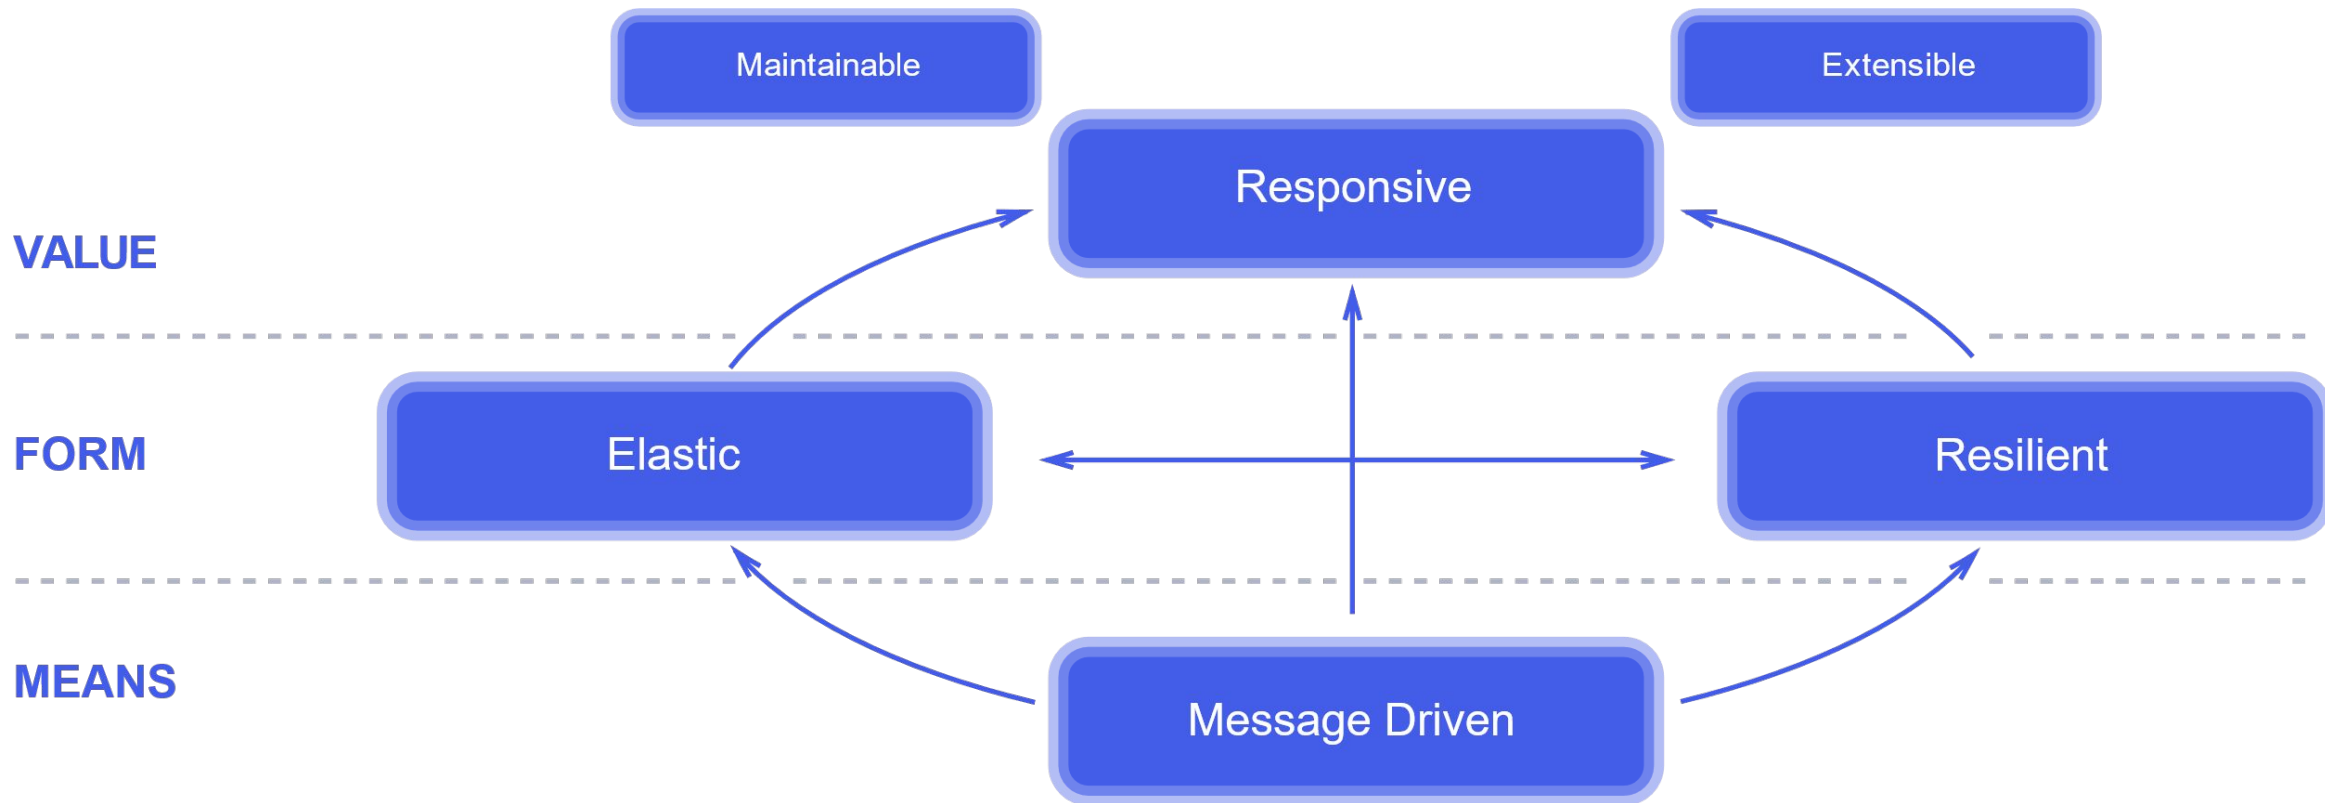 Maintainable
Extensible
Responsive
VALUE
FORM
Elastic
Resilient
MEANS
Message Driven